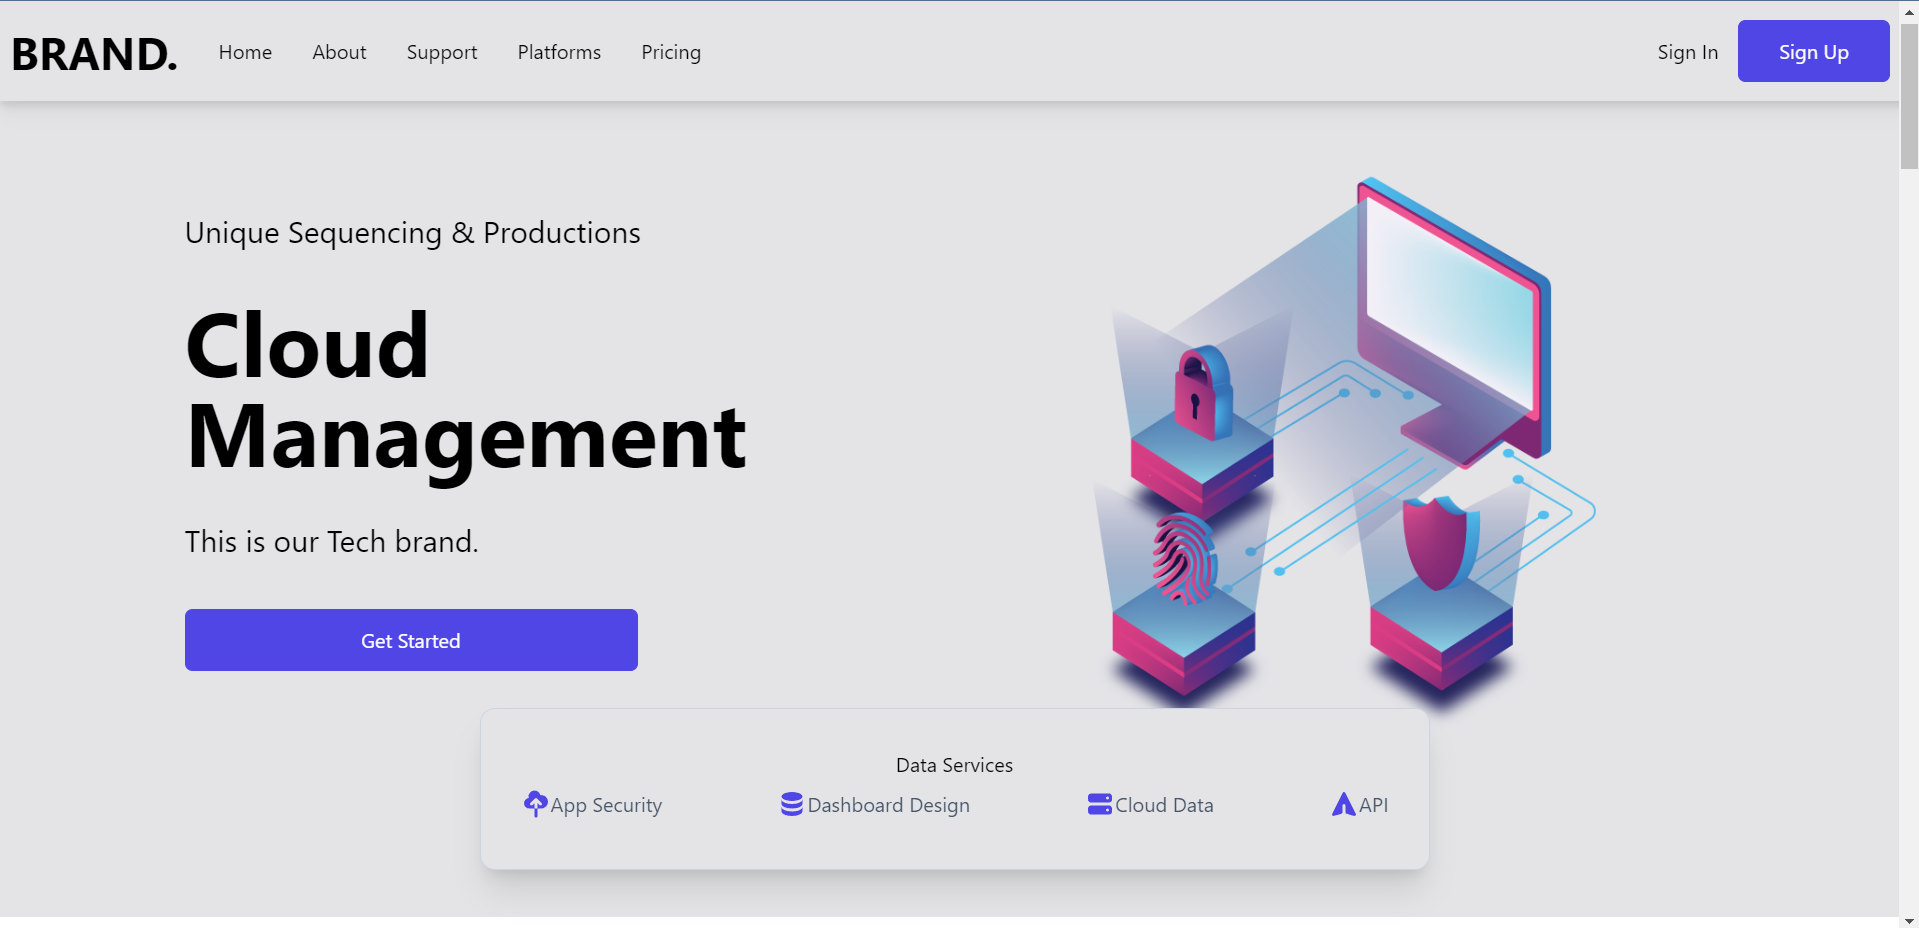 BRAND. Home About Support Platforms Pricing Sign In Sign Up
Unique Sequencing & Productions
Cloud
Management
This is our Tech brand.
Get Started
Data Services
App Security Dashboard Design Cloud Data API